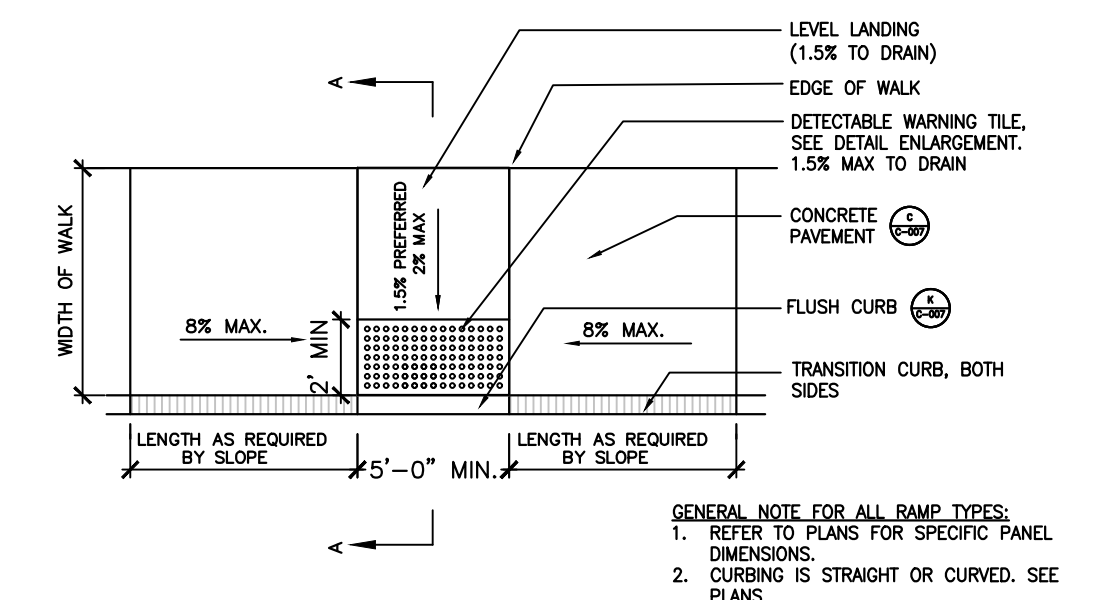 LEVEL LANDING
(1.5% TO DRAIN)
A
EDGE OF WALK
DETECTABLE WARNING TILE,
SEE DETAIL ENLARGEMENT.
1.5% MAX TO DRAIN
WIDTH OF WALK
1.5% PREFERRED
2% MAX
CONCRETE
PAVEMENT
C
C-007
FLUSH CURB
K
C-007
8% MAX.
2' MIN
8% MAX.
TRANSITION CURB, BOTH
SIDES
LENGTH AS REQUIRED
BY SLOPE
5'-0" MIN.
LENGTH AS REQUIRED
BY SLOPE
A
GENERAL NOTE FOR ALL RAMP TYPES:
1. REFER TO PLANS FOR SPECIFIC PANEL
DIMENSIONS.
2. CURBING IS STRAIGHT OR CURVED. SEE
PLANS